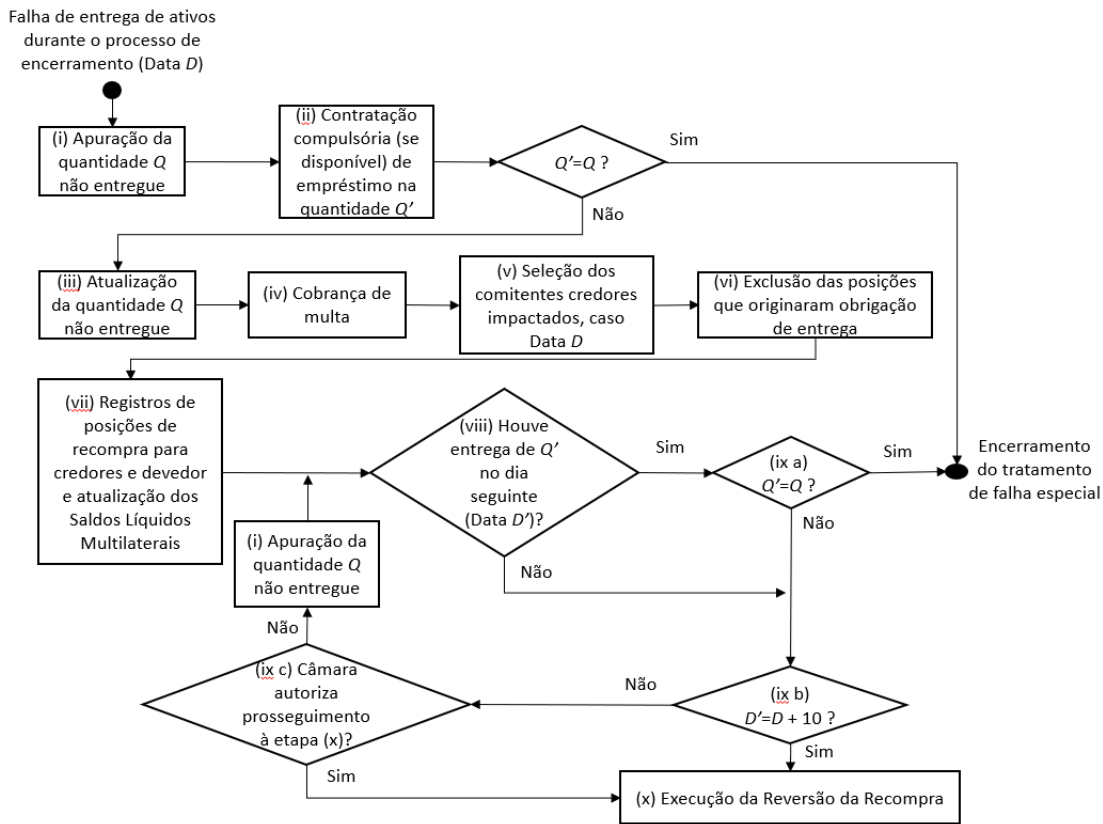 Falha de entrega de ativos
durante o processo de
encerramento (Data D)
(i) Apuração da
quantidade Q
não entregue
(ii) Contratação
compulsória (se
disponível) de
empréstimo na
quantidade Q’
Q’=Q ?
Sim
Não
(iii) Atualização
da quantidade Q
não entregue
(iv) Cobrança de
multa
(v) Seleção dos
comitentes credores
impactados, caso
Data D
(vi) Exclusão das posições
que originaram obrigação
de entrega
(vii) Registros de
posições de
recompra para
credores e devedor
e atualização dos
Saldos Líquidos
Multilaterais
(viii) Houve
entrega de Q’
no dia
seguinte
(Data D’)?
Sim
Não
(ix a)
Q’=Q ?
Sim
Não
Encerramento
do tratamento
de falha especial
(i) Apuração da
quantidade Q
não entregue
Não
(ix c) Câmara
autoriza
prosseguimento
à etapa (x)?
Sim
Não
(ix b)
D’=D + 10 ?
Sim
(x) Execução da Reversão da Recompra